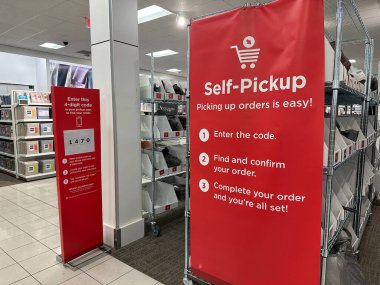 Enter this
4-digit code
1470
Self-Pickup
Picking up orders is easy!
1 Enter the code.
2 Find and confirm
your order.
3 Complete your order
and you're all set!